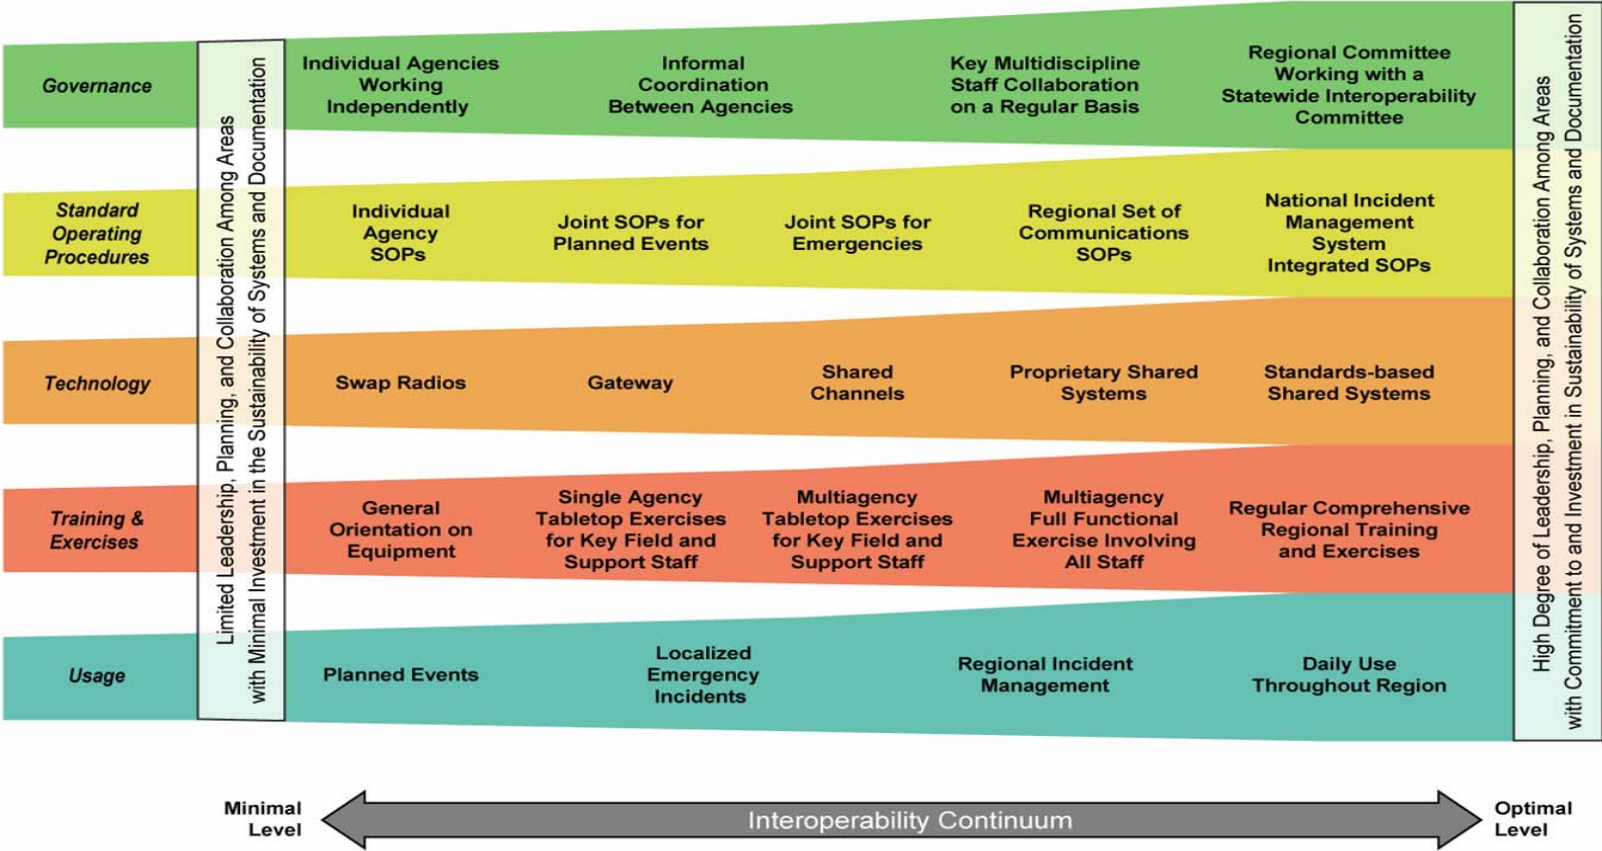 Governance
Individual Agencies
Working
Independently
Informal
Coordination
Between Agencies
Key Multidiscipline
Staff Collaboration
on a Regular Basis
Regional Committee
Working with a
Statewide Interoperability
Committee
Standard
Operating
Procedures
Individual
Agency
SOPs
Joint SOPs for
Planned Events
Joint SOPs for
Emergencies
Regional Set of
Communications
SOPs
National Incident
Management
System
Integrated SOPs
Technology
Swap Radios
Gateway
Shared
Channels
Proprietary Shared
Systems
Standards-based
Shared Systems
Training &
Exercises
General
Orientation on
Equipment
Single Agency
Tabletop Exercises
for Key Field and
Support Staff
Multiagency
Tabletop Exercises
for Key Field and
Support Staff
Multiagency
Full Functional
Exercise Involving
All Staff
Regular Comprehensive
Regional Training
and Exercises
Usage
Planned Events
Localized
Emergency
Incidents
Regional Incident
Management
Daily Use
Throughout Region
Limited Leadership, Planning, and Collaboration Among Areas
with Minimal Investment in the Sustainability of Systems and Documentation
High Degree of Leadership, Planning, and Collaboration Among Areas
with Commitment to and Investment in Sustainability of Systems and Documentation
Minimal
Level
Interoperability Continuum
Optimal
Level